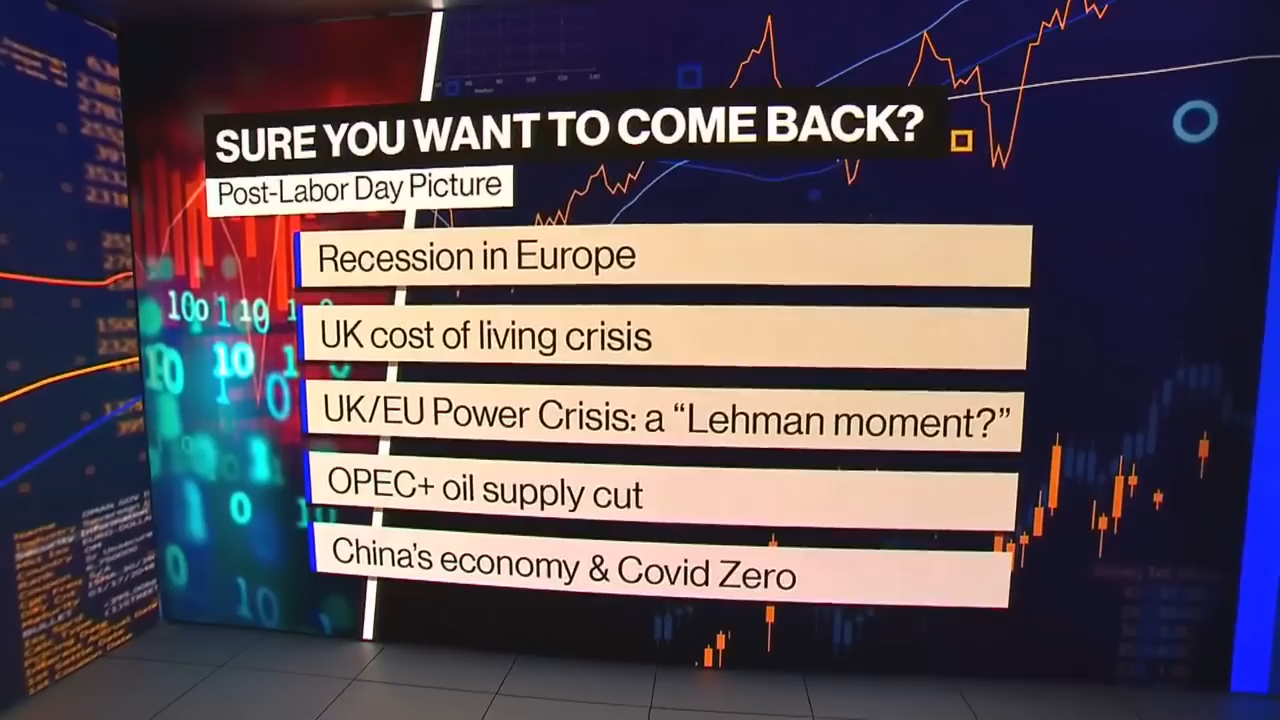 SURE YOU WANT TO COME BACK?
Post-Labor Day Picture
Recession in Europe
UK cost of living crisis
UK/EU Power Crisis: a “Lehman moment?”
OPEC+ oil supply cut
China's economy & Covid Zero